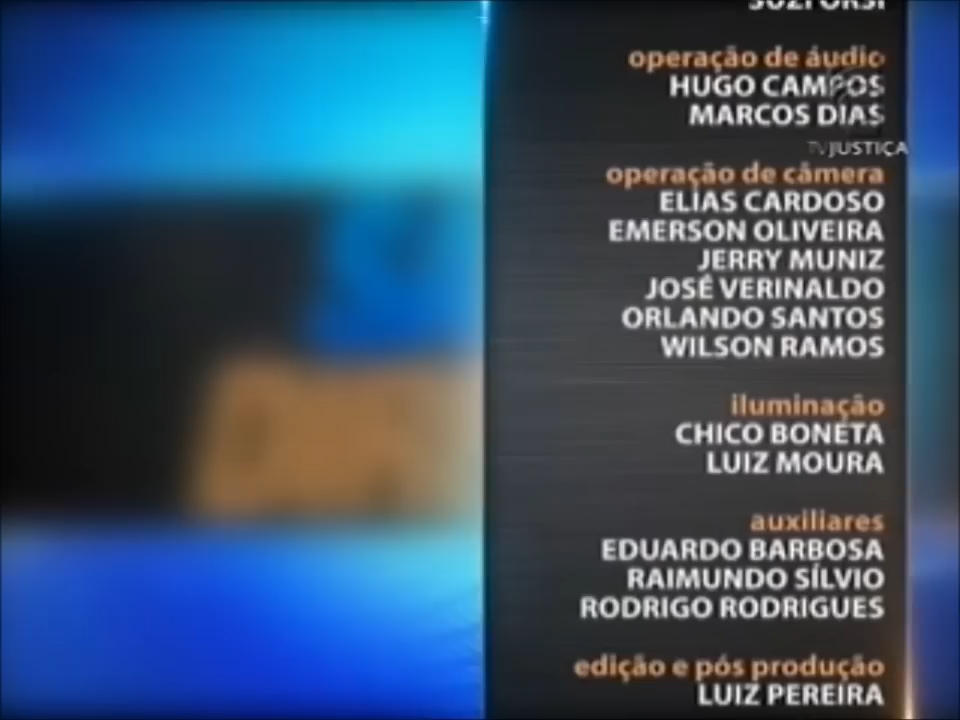 operação de áudio
HUGO CAMPOS
MARCOS DIAS
TV JUSTIÇA
operação de câmera
ELIAS CARDOSO
EMERSON OLIVEIRA
JERRY MUNIZ
JOSÉ VERINALDO
ORLANDO SANTOS
WILSON RAMOS
iluminação
CHICO BONETA
LUIZ MOURA
auxiliares
EDUARDO BARBOSA
RAIMUNDO SÍLVIO
RODRIGO RODRIGUES
edição e pós produção
LUIZ PEREIRA